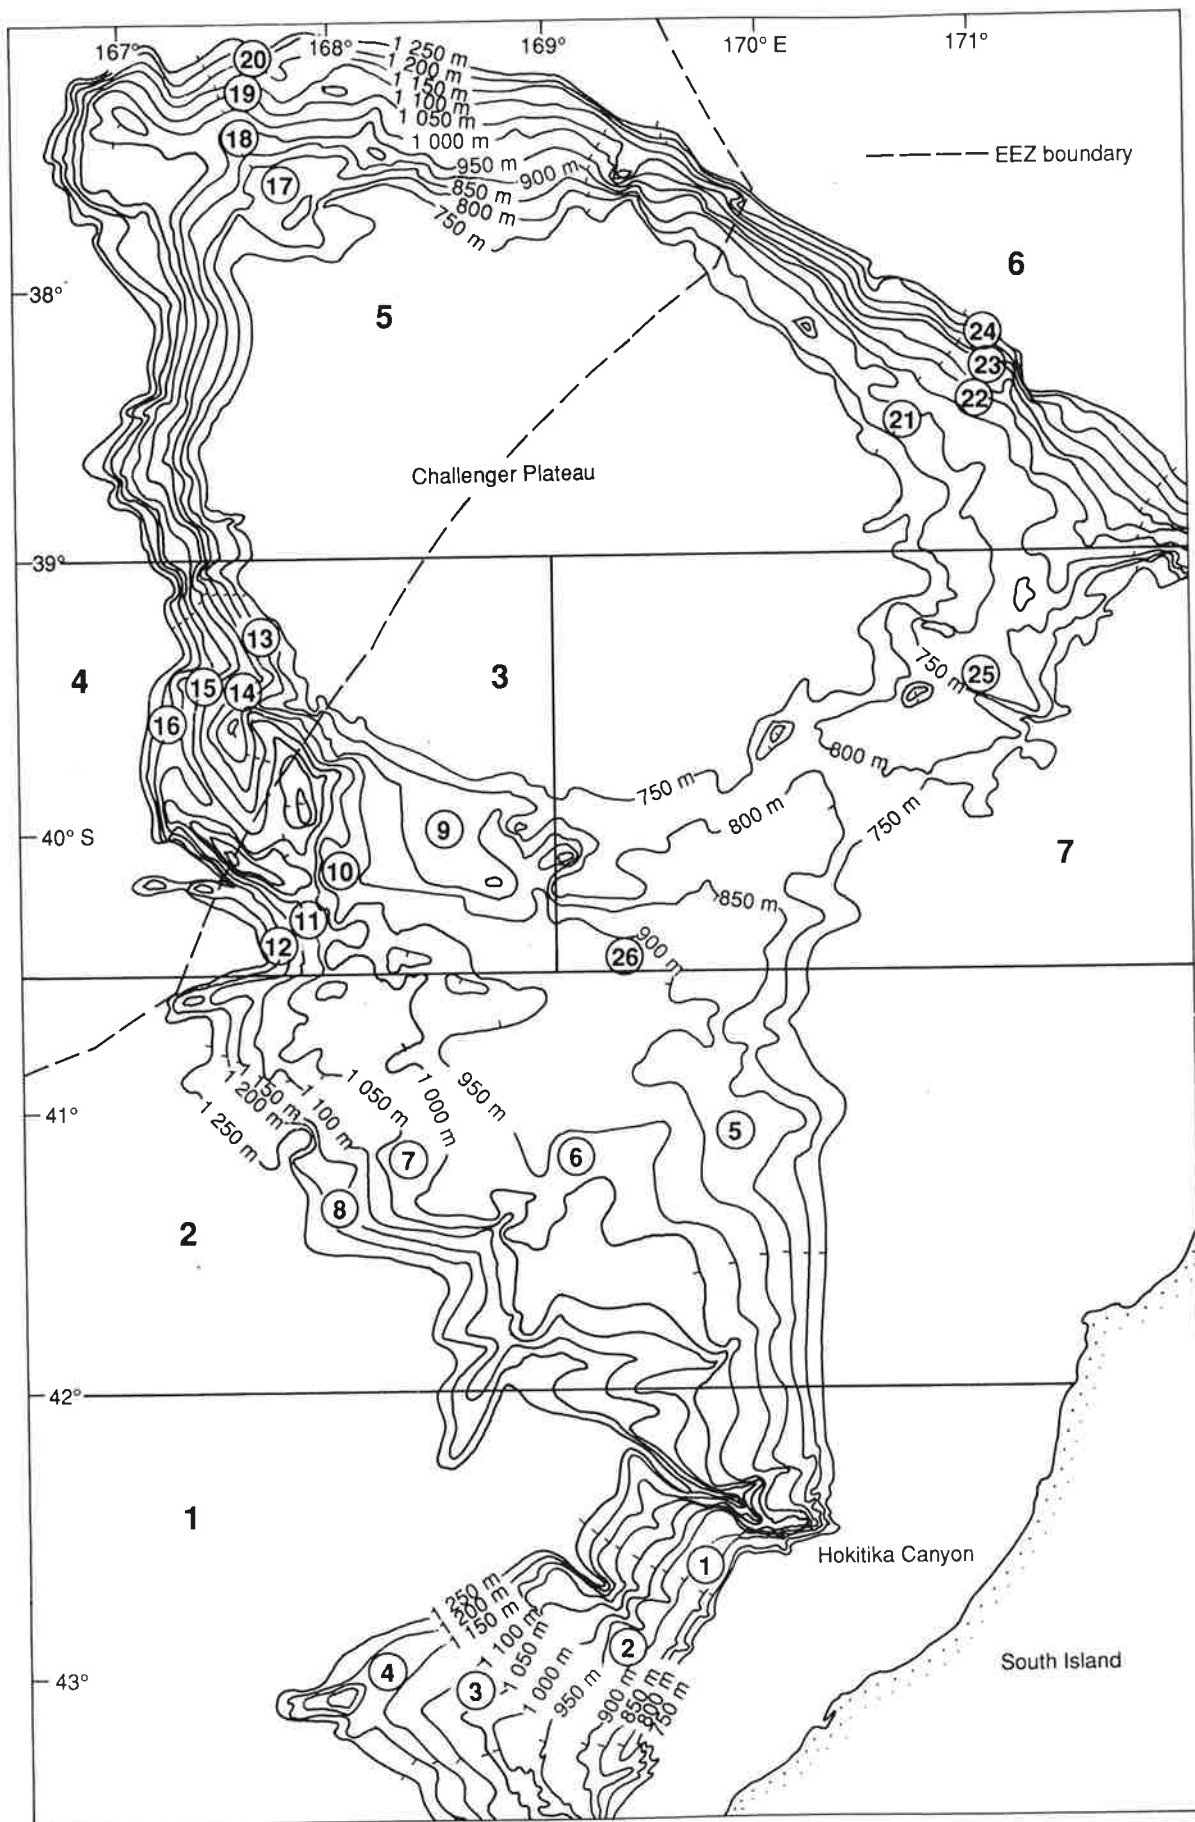 167° 168° 169° 170° E 171°
20
1 250 m
1 200 m
1 150 m
19
1 100 m
1 050 m
18
1 000 m
EEZ boundary
950 m
900 m
17
850 m
800 m
750 m
6
38°
5
24
23
22
21
Challenger Plateau
39°
13
4
3
750 m
25
15
14
16
800 m
750 m
800 m
750 m
9
40° S
7
10
850 m
11
12
900 m
26
1 050 m
1 000 m
950 m
1 150 m
1 200 m
1 100 m
1 250 m
41°
5
7
6
8
2
42°
1
Hokitika Canyon
1
1 250 m
1 200 m
1 150 m
1 100 m
1 050 m
2
1 000 m
950 m
900 m
850 m
800 m
750 m
South Island
4
3
43°